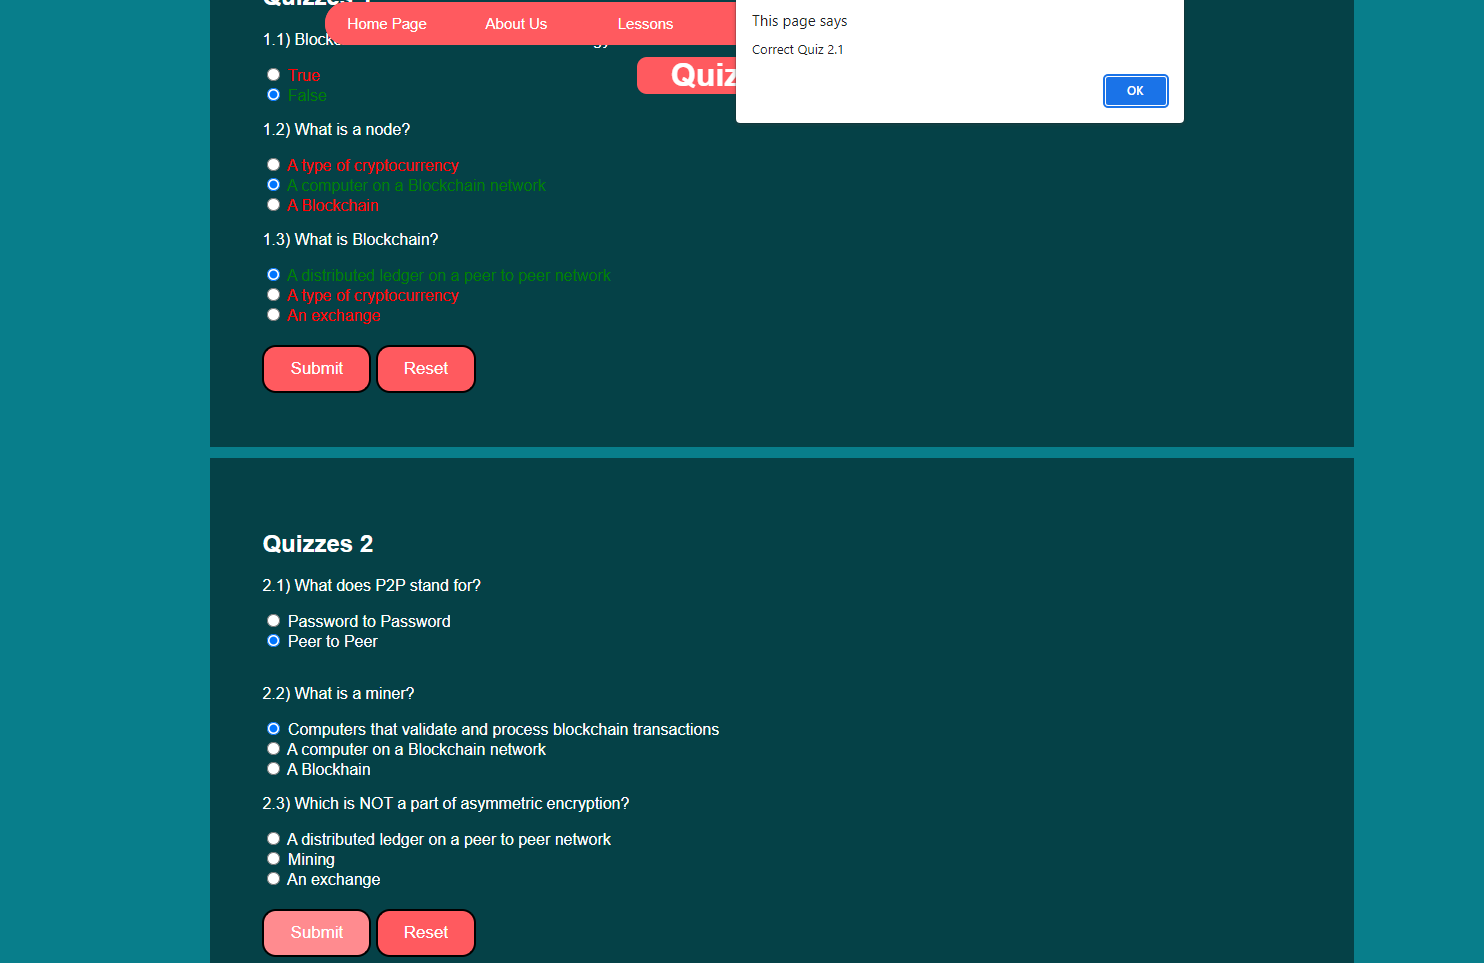 Home Page About Us Lessons
This page says
Correct Quiz 2.1
OK
Quiz
1.1)
True
False
1.2) What is a node?
A type of cryptocurrency
A computer on a Blockchain network
A Blockchain
1.3) What is Blockchain?
A distributed ledger on a peer to peer network
A type of cryptocurrency
An exchange
Submit Reset
Quizzes 2
2.1) What does P2P stand for?
Password to Password
Peer to Peer
2.2) What is a miner?
Computers that validate and process blockchain transactions
A computer on a Blockchain network
A Blockhain
2.3) Which is NOT a part of asymmetric encryption?
A distributed ledger on a peer to peer network
Mining
An exchange
Submit Reset